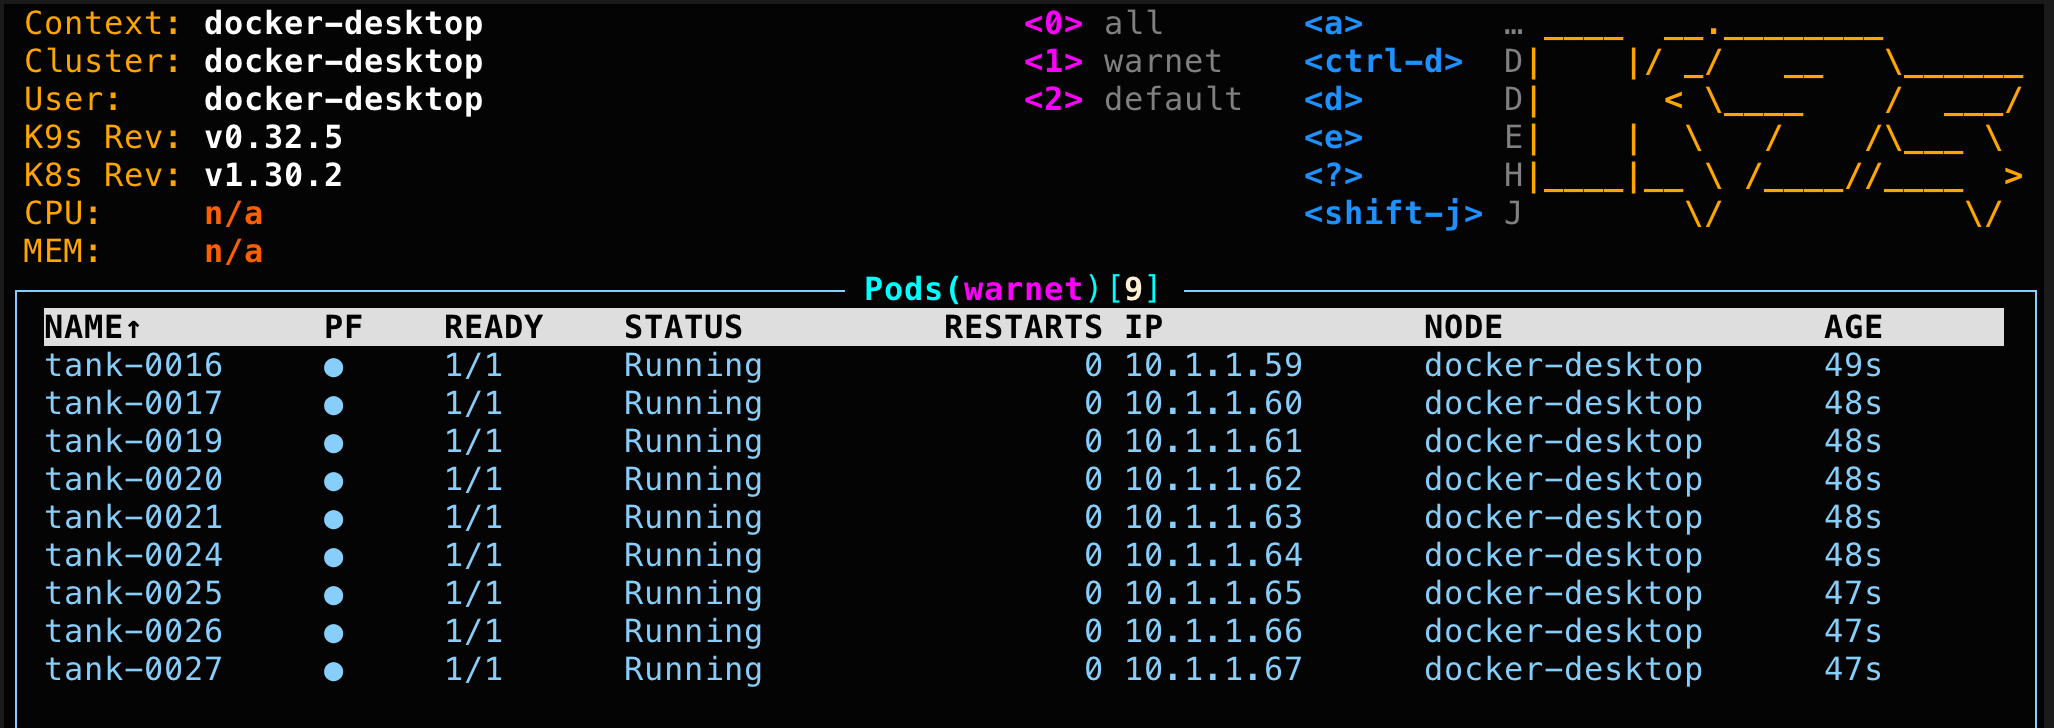 Context: docker-desktop <0> all <a> …
Cluster: docker-desktop <1> warnet <ctrl-d> D
User: docker-desktop <2> default <d> D
K9s Rev: v0.32.5 <e> E
K8s Rev: v1.30.2 <?> H
CPU: n/a <shift-j> J
MEM: n/a
Pods(warnet)[9]
NAME↑ PF READY STATUS RESTARTS IP NODE AGE
tank-0016 ● 1/1 Running 0 10.1.1.59 docker-desktop 49s
tank-0017 ● 1/1 Running 0 10.1.1.60 docker-desktop 48s
tank-0019 ● 1/1 Running 0 10.1.1.61 docker-desktop 48s
tank-0020 ● 1/1 Running 0 10.1.1.62 docker-desktop 48s
tank-0021 ● 1/1 Running 0 10.1.1.63 docker-desktop 48s
tank-0024 ● 1/1 Running 0 10.1.1.64 docker-desktop 48s
tank-0025 ● 1/1 Running 0 10.1.1.65 docker-desktop 47s
tank-0026 ● 1/1 Running 0 10.1.1.66 docker-desktop 47s
tank-0027 ● 1/1 Running 0 10.1.1.67 docker-desktop 47s